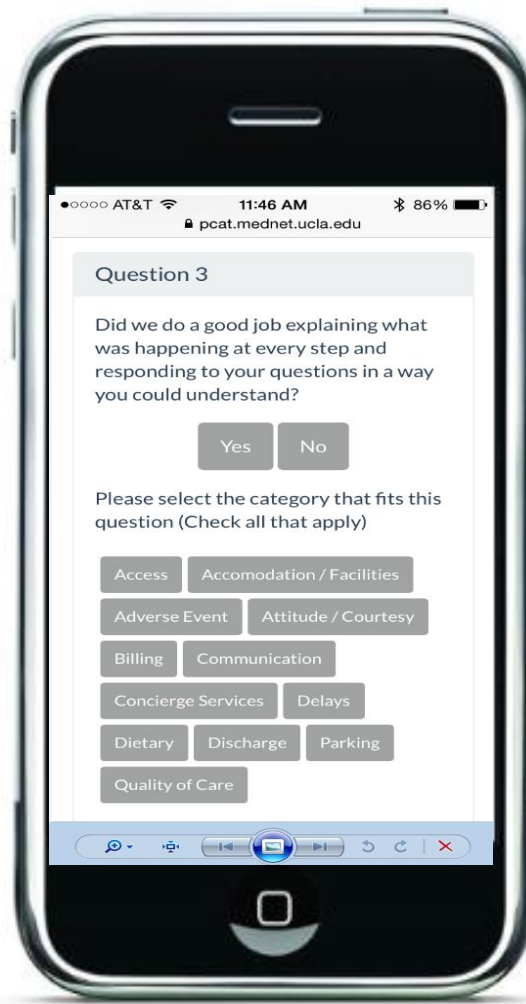 AT&T 11:46 AM 86%
pcat.mednet.ucla.edu
Question 3
Did we do a good job explaining what
was happening at every step and
responding to your questions in a way
you could understand?
Yes No
Please select the category that fits this
question (Check all that apply)
Access Accomodation / Facilities
Adverse Event Attitude / Courtesy
Billing Communication
Concierge Services Delays
Dietary Discharge Parking
Quality of Care